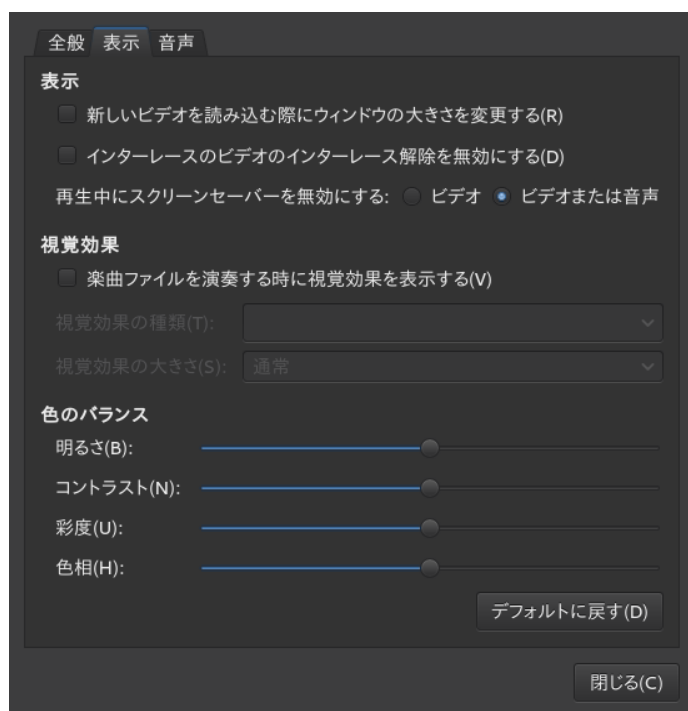 全般 表示 音声
表示
新しいビデオを読み込む際にウィンドウの大きさを変更する(R)
インターレースのビデオのインターレース解除を無効にする(D)
再生中にスクリーンセーバーを無効にする: ビデオ ビデオまたは音声
視覚効果
楽曲ファイルを演奏する時に視覚効果を表示する(V)
視覚効果の種類(T):
視覚効果の大きさ(S): 通常
色のバランス
明るさ(B):
コントラスト(N):
彩度(U):
色相(H):
デフォルトに戻す(D)
閉じる(C)